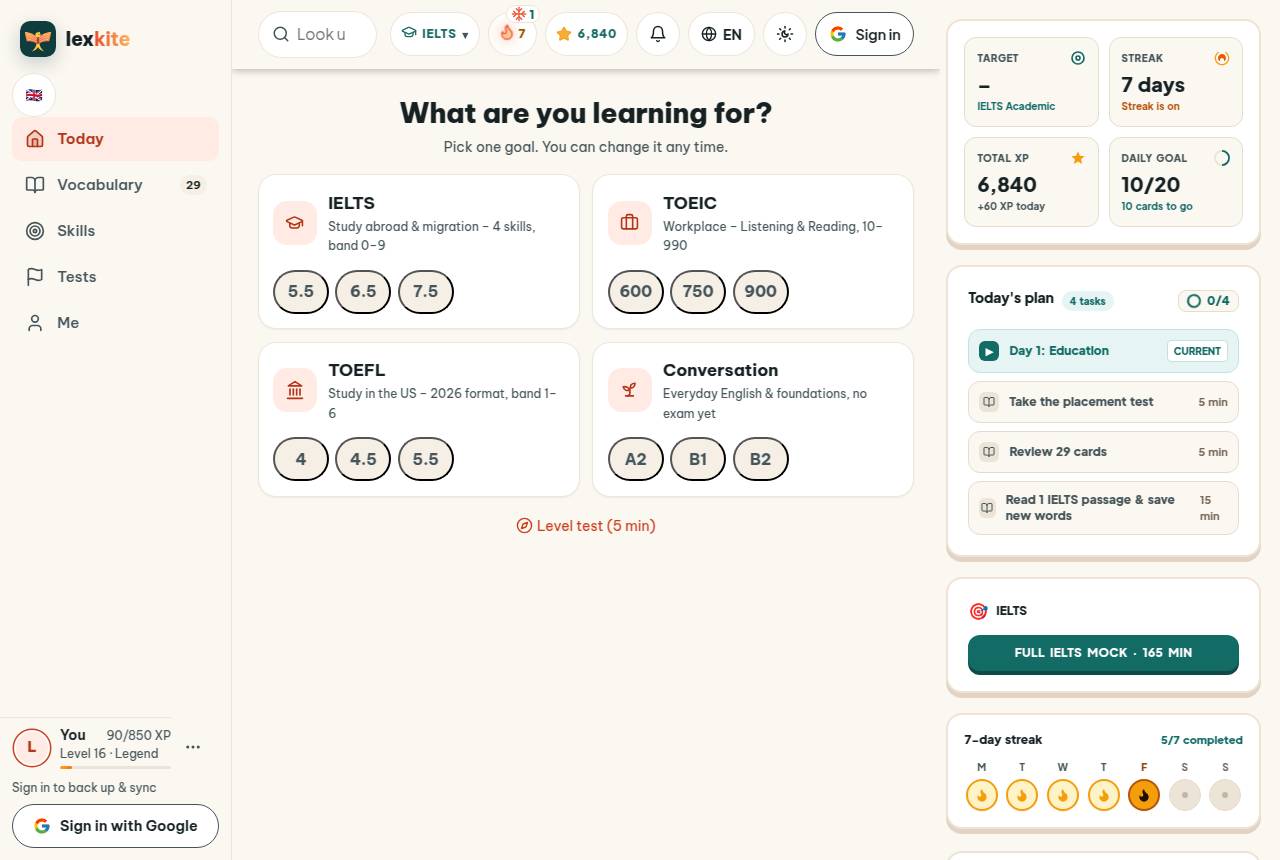 lexkite
Today
Vocabulary 29
Skills
Tests
Me
L
You 90/850 XP
Level 16 · Legend
Sign in to back up & sync
Sign in with Google
Look u
IELTS ▾
7
1
6,840
EN
Sign in
What are you learning for?
Pick one goal. You can change it any time.
IELTS
Study abroad & migration – 4 skills,
band 0–9
5.5 6.5 7.5
TOEIC
Workplace – Listening & Reading, 10–
990
600 750 900
TOEFL
Study in the US – 2026 format, band 1–
6
4 4.5 5.5
Conversation
Everyday English & foundations, no
exam yet
A2 B1 B2
Level test (5 min)
TARGET
–
IELTS Academic
STREAK
7 days
Streak is on
TOTAL XP
6,840
+60 XP today
DAILY GOAL
10/20
10 cards to go
Today's plan 4 tasks 0/4
Day 1: Education CURRENT
Take the placement test 5 min
Review 29 cards 5 min
Read 1 IELTS passage & save
new words
15
min
IELTS
FULL IELTS MOCK · 165 MIN
7-day streak 5/7 completed
M T W T F S S